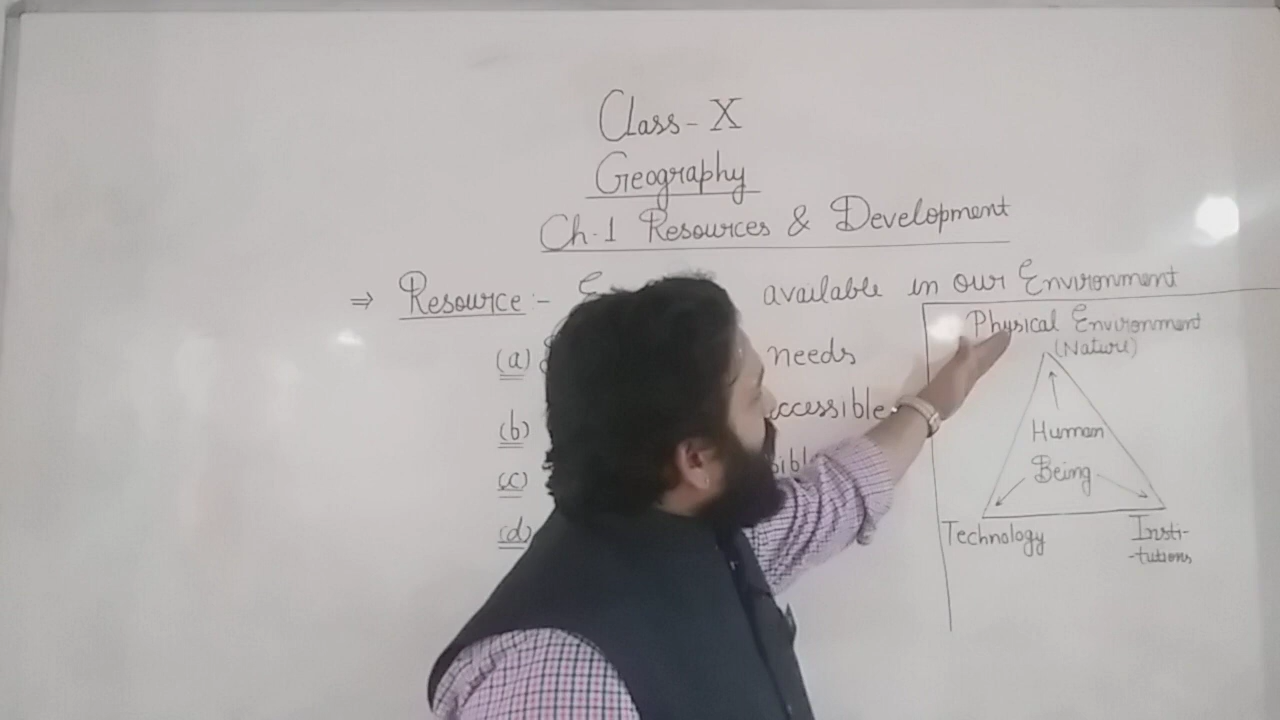 Class - X
Geography
Ch.1 Resources & Development
⇒ Resource :- available in our Environment
(a) needs
(b) accessible
(c)
(d)
Physical Environment
(Nature)
Human
Being
Technology
Insti-
-tutions